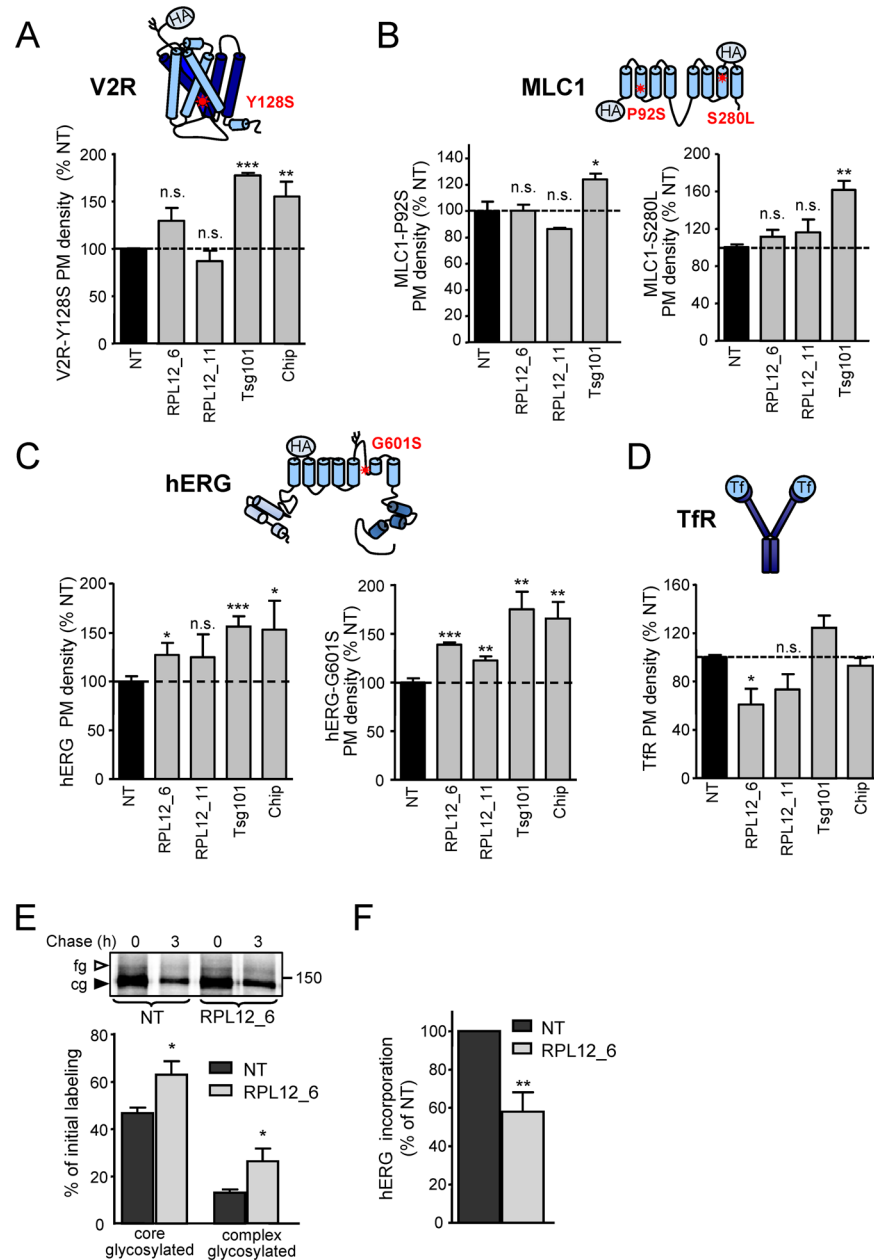 A
HA
V2R
Y128S
V2R-Y128S PM density (% NT)
200
150
100
50
0
n.s.
n.s.
***
**
NT
RPL12_6
RPL12_11
Tsg101
Chip
B
MLC1
HA
HA
P92S
S280L
MLC1-P92S
PM density (% NT)
140
120
100
80
60
40
20
0
n.s.
n.s.
*
NT
RPL12_6
RPL12_11
Tsg101
MLC1-S280L
PM density (% NT)
200
160
120
80
40
0
n.s.
n.s.
**
NT
RPL12_6
RPL12_11
Tsg101
C
hERG
HA
G601S
hERG PM density (% NT)
200
150
100
50
0
*
n.s.
***
*
NT
RPL12_6
RPL12_11
Tsg101
Chip
hERG-G601S
PM density (% NT)
200
150
100
50
0
***
**
**
**
NT
RPL12_6
RPL12_11
Tsg101
Chip
D
TfR
Tf
Tf
TfR PM density (% NT)
160
120
80
40
0
*
n.s.
NT
RPL12_6
RPL12_11
Tsg101
Chip
E
Chase (h) 0 3 0 3
fg
cg
150
NT RPL12_6
% of initial labeling
80
60
40
20
0
*
*
NT
RPL12_6
core
glycosylated
complex
glycosylated
F
hERG incorporation
(% of NT)
100
80
60
40
20
0
NT
RPL12_6
**